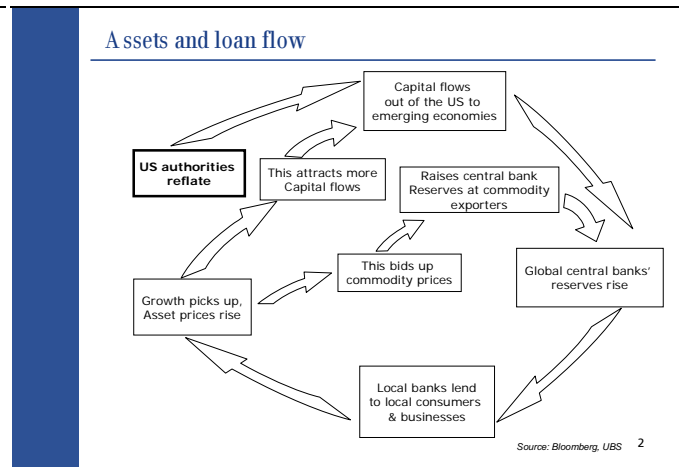 Assets and loan flow
Capital flows
out of the US to
emerging economies
US authorities
reflate
This attracts more
Capital flows
Raises central bank
Reserves at commodity
exporters
This bids up
commodity prices
Global central banks’
reserves rise
Growth picks up,
Asset prices rise
Local banks lend
to local consumers
& businesses
Source: Bloomberg, UBS 2